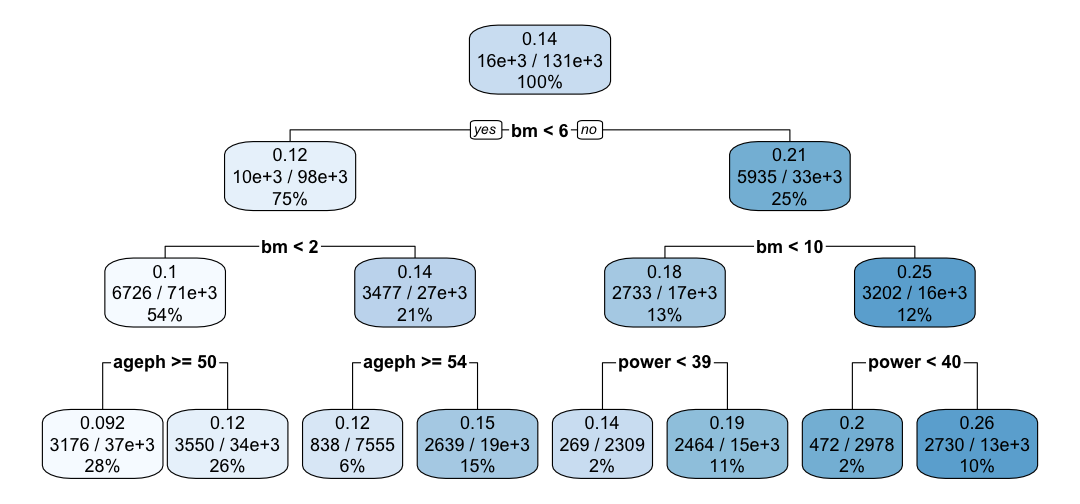 0.14
16e+3 / 131e+3
100%
yes bm < 6 no
0.12
10e+3 / 98e+3
75%
0.21
5935 / 33e+3
25%
bm < 2
bm < 10
0.1
6726 / 71e+3
54%
0.14
3477 / 27e+3
21%
0.18
2733 / 17e+3
13%
0.25
3202 / 16e+3
12%
ageph >= 50
ageph >= 54
power < 39
power < 40
0.092
3176 / 37e+3
28%
0.12
3550 / 34e+3
26%
0.12
838 / 7555
6%
0.15
2639 / 19e+3
15%
0.14
269 / 2309
2%
0.19
2464 / 15e+3
11%
0.2
472 / 2978
2%
0.26
2730 / 13e+3
10%